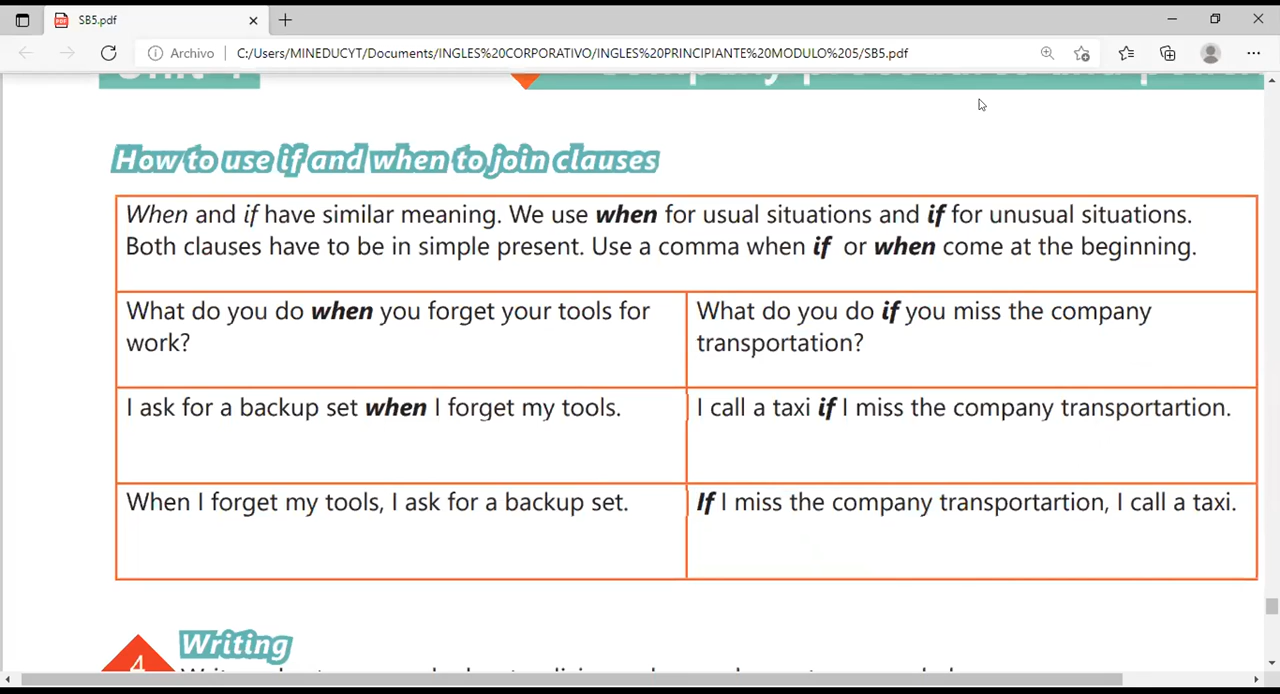 SB5.pdf
Archivo
C:/Users/MINEDUCYT/Documents/INGLES%20CORPORATIVO/INGLES%20PRINCIPIANTE%20MODULO%205/SB5.pdf
How to use if and when to join clauses
When and if have similar meaning. We use when for usual situations and if for unusual situations.
Both clauses have to be in simple present. Use a comma when if or when come at the beginning.
What do you do when you forget your tools for
work?
What do you do if you miss the company
transportation?
I ask for a backup set when I forget my tools.
I call a taxi if I miss the company transportartion.
When I forget my tools, I ask for a backup set.
If I miss the company transportartion, I call a taxi.
4
Writing